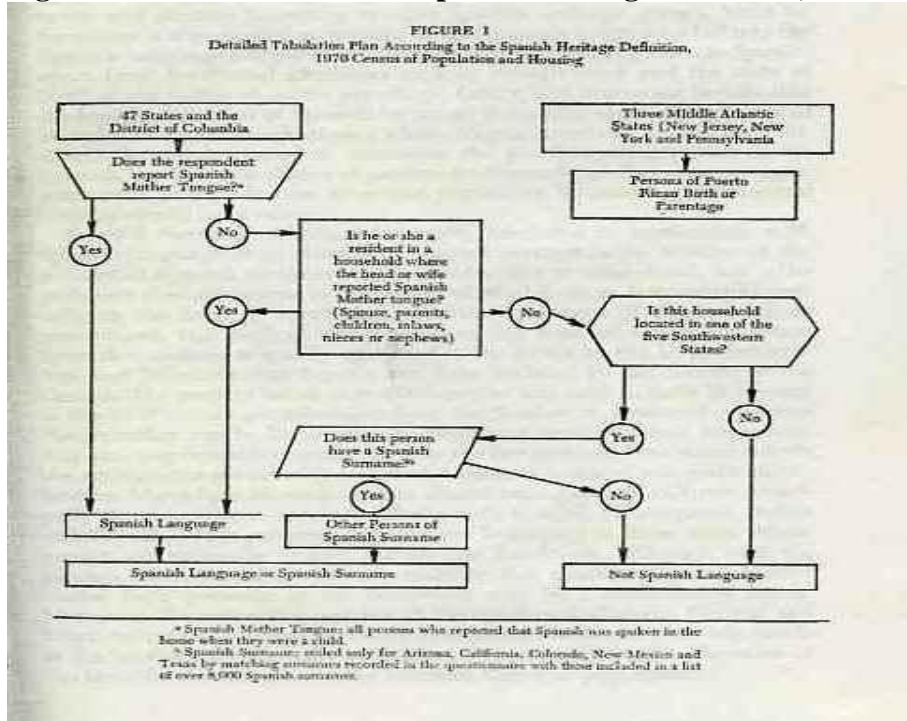 FIGURE 1
Detailed Tabulation Plan According to the Spanish Heritage Definition,
1970 Census of Population and Housing
47 States and the
District of Columbia
Three Middle Atlantic
States (New Jersey, New
York and Pennsylvania
Does the respondent
report Spanish
Mother Tongue?ᵃ
Persons of Puerto
Rican Birth or
Parentage
Yes
No
Is he or she a
resident in a
household where
the head or wife
reported Spanish
Mother tongue?
(Spouse, parents,
children, inlaws,
nieces or nephews)
Yes
No
Is this household
located in one of the
five Southwestern
States?
Yes
No
Does this person
have a Spanish
Surname?ᵇ
Yes
No
Spanish Language
Other Persons of
Spanish Surname
Spanish Language or Spanish Surname
Not Spanish Language
ᵃ Spanish Mother Tongue: all persons who reported that Spanish was spoken in the
home when they were a child.
ᵇ Spanish Surname: coded only for Arizona, California, Colorado, New Mexico and
Texas by matching surnames recorded in the questionnaire with those included in a list
of over 8,000 Spanish surnames.